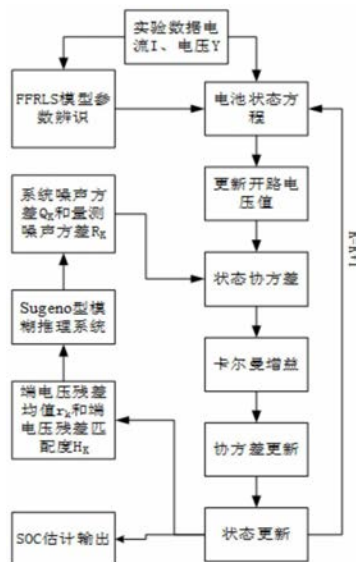 实验数据电
流I、电压Y
FFRLS模型参
数辨识
电池状态方
程
更新开路电
压值
系统噪声方
差QK和量测
噪声方差RK
状态协方差
K=K+1
Sugeno型模
糊推理系统
卡尔曼增益
端电压残差
均值rk和端
电压残差匹
配度HK
协方差更新
状态更新
SOC估计输出